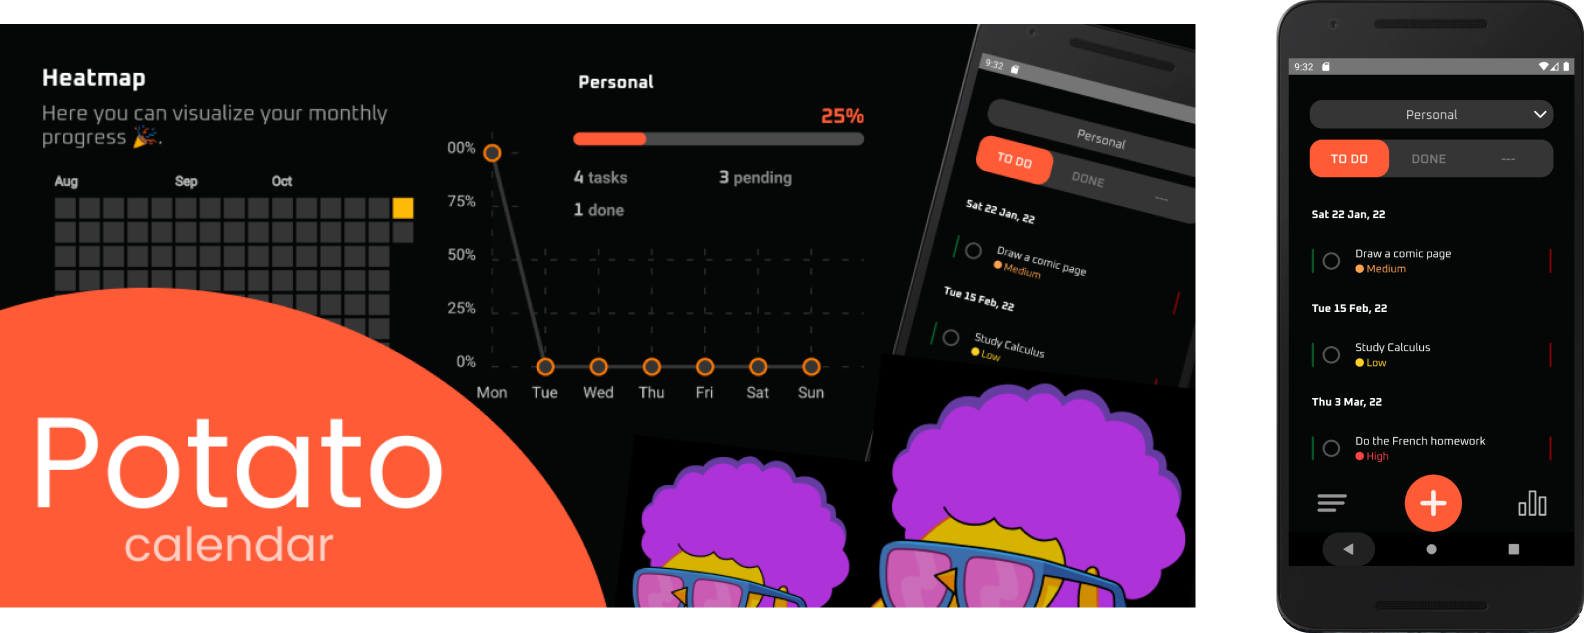 Heatmap
Here you can visualize your monthly
progress 🎉.
Aug Sep Oct
Potato
calendar
Personal
25%
4 tasks 3 pending
1 done
00%
75%
50%
25%
0%
Mon Tue Wed Thu Fri Sat Sun
9:32
Personal
TO DO DONE ---
Sat 22 Jan, 22
Draw a comic page
Medium
Tue 15 Feb, 22
Study Calculus
Low
9:32
Personal
TO DO DONE ---
Sat 22 Jan, 22
Draw a comic page
Medium
Tue 15 Feb, 22
Study Calculus
Low
Thu 3 Mar, 22
Do the French homework
High